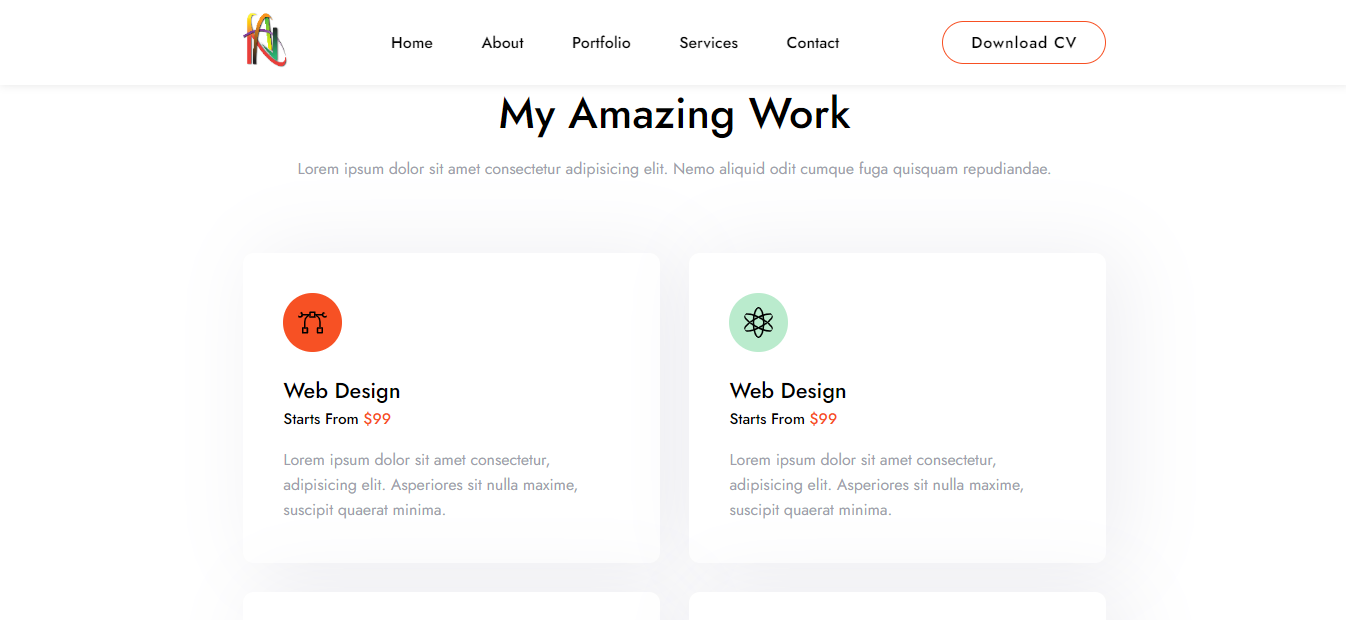 Home About Portfolio Services Contact Download CV
My Amazing Work
Lorem ipsum dolor sit amet consectetur adipisicing elit. Nemo aliquid odit cumque fuga quisquam repudiandae.
Web Design
Starts From $99
Lorem ipsum dolor sit amet consectetur,
adipisicing elit. Asperiores sit nulla maxime,
suscipit quaerat minima.
Web Design
Starts From $99
Lorem ipsum dolor sit amet consectetur,
adipisicing elit. Asperiores sit nulla maxime,
suscipit quaerat minima.